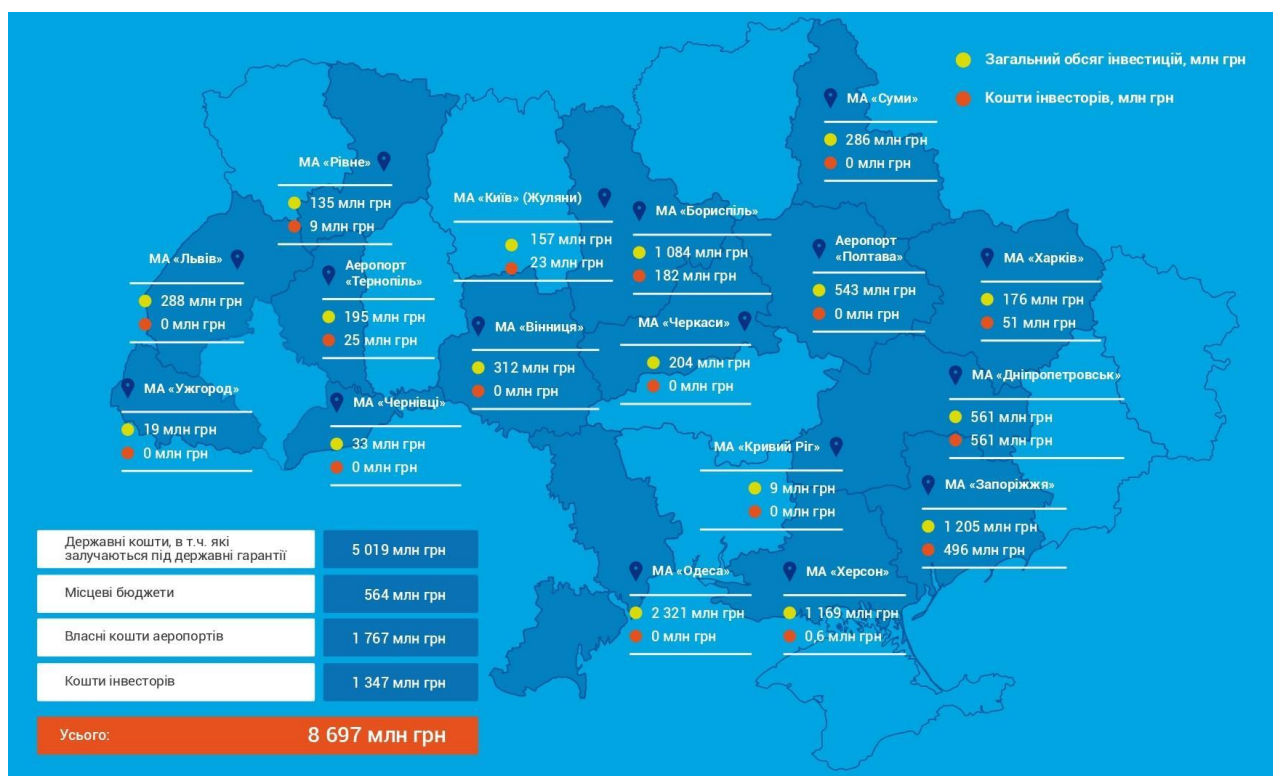 Загальний обсяг інвестицій, млн грн
Кошти інвесторів, млн грн
МА «Суми»
286 млн грн
0 млн грн
МА «Рівне»
135 млн грн
9 млн грн
МА «Київ» (Жуляни)
157 млн грн
23 млн грн
МА «Бориспіль»
1 084 млн грн
182 млн грн
Аеропорт
«Полтава»
543 млн грн
0 млн грн
МА «Харків»
176 млн грн
51 млн грн
МА «Львів»
288 млн грн
0 млн грн
Аеропорт
«Тернопіль»
195 млн грн
25 млн грн
МА «Вінниця»
312 млн грн
0 млн грн
МА «Черкаси»
204 млн грн
0 млн грн
МА «Дніпропетровськ»
561 млн грн
561 млн грн
МА «Ужгород»
19 млн грн
0 млн грн
МА «Чернівці»
33 млн грн
0 млн грн
МА «Кривий Ріг»
9 млн грн
0 млн грн
МА «Запоріжжя»
1 205 млн грн
496 млн грн
МА «Одеса»
2 321 млн грн
0 млн грн
МА «Херсон»
1 169 млн грн
0,6 млн грн
Державні кошти, в т.ч. які
залучаються під державні гарантії
5 019 млн грн
Місцеві бюджети
564 млн грн
Власні кошти аеропортів
1 767 млн грн
Кошти інвесторів
1 347 млн грн
Усього:
8 697 млн грн